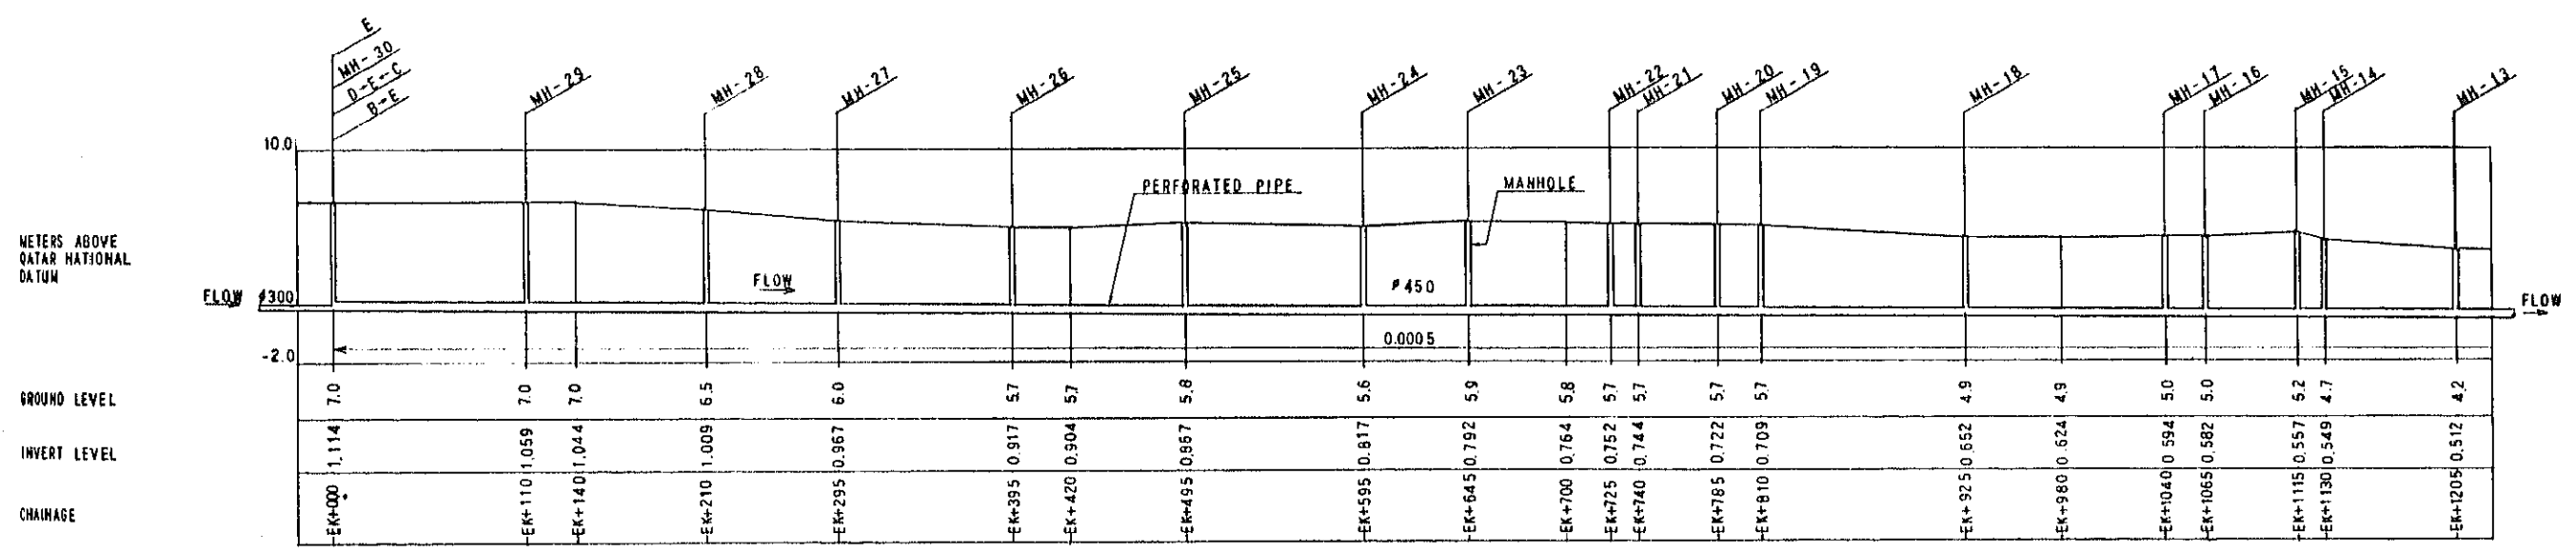 E
MH-30
D-E-C
B-E
MH-29
MH-28
MH-27
MH-26
MH-25
MH-24
MH-23
MH-22
MH-21
MH-20
MH-19
MH-18
MH-17
MH-16
MH-15
MH-14
MH-13
10.0
PERFORATED PIPE
MANHOLE
METERS ABOVE
QATAR NATIONAL
DATUM
FLOW
ø300
FLOW
ø450
FLOW
-2.0
0.0005
GROUND LEVEL
7.0
7.0
7.0
6.5
6.0
5.7
5.7
5.8
5.6
5.9
5.8
5.7
5.7
5.7
5.7
4.9
4.9
5.0
5.0
5.2
4.7
4.2
INVERT LEVEL
1.114
1.059
1.044
1.009
0.967
0.917
0.904
0.867
0.817
0.792
0.764
0.752
0.744
0.722
0.709
0.652
0.624
0.594
0.582
0.557
0.549
0.512
CHAINAGE
EK+000
EK+110
EK+140
EK+210
EK+295
EK+395
EK+420
EK+495
EK+595
EK+645
EK+700
EK+725
EK+740
EK+785
EK+810
EK+925
EK+980
EK+1040
EK+1065
EK+1115
EK+1130
EK+1205